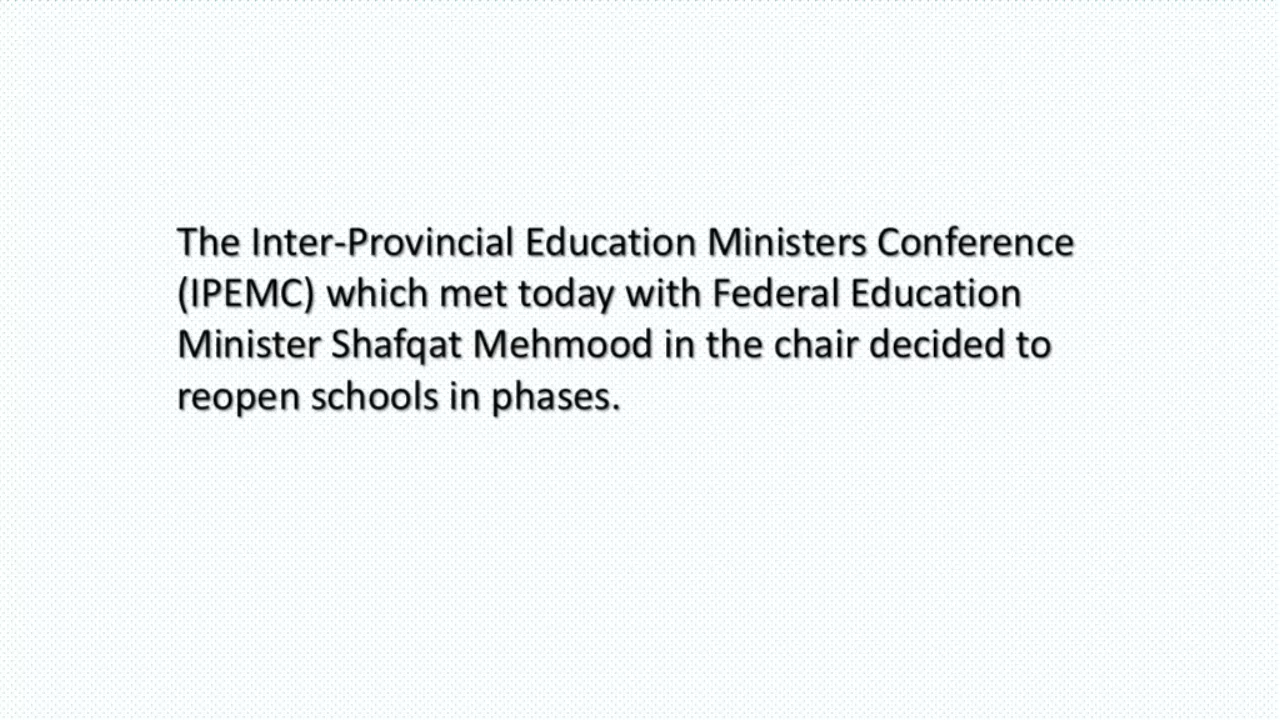 The Inter-Provincial Education Ministers Conference
(IPEMC) which met today with Federal Education
Minister Shafqat Mehmood in the chair decided to
reopen schools in phases.